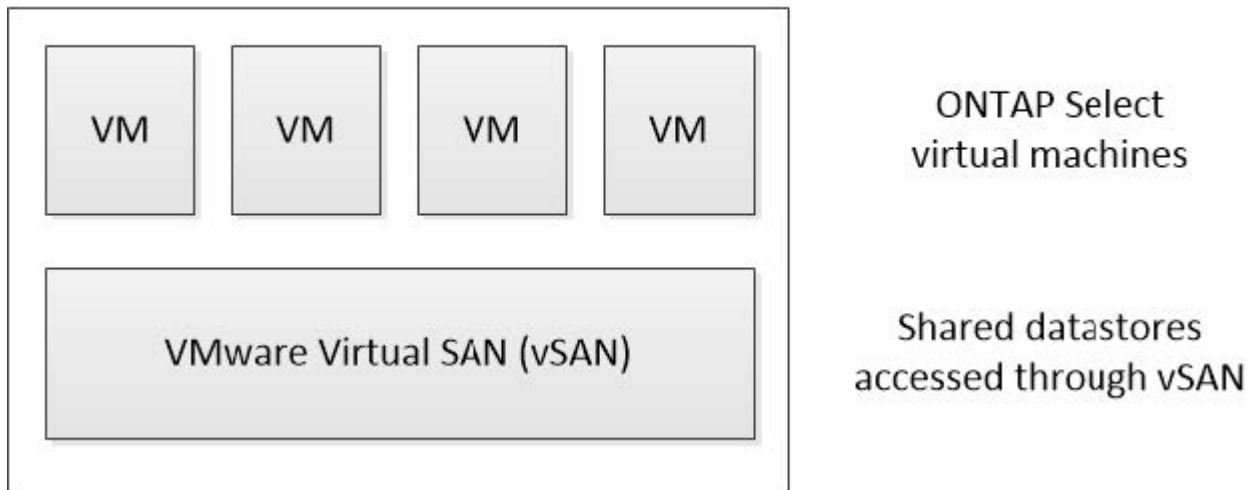 VM
VM
VM
VM
ONTAP Select
virtual machines
VMware Virtual SAN (vSAN)
Shared datastores
accessed through vSAN